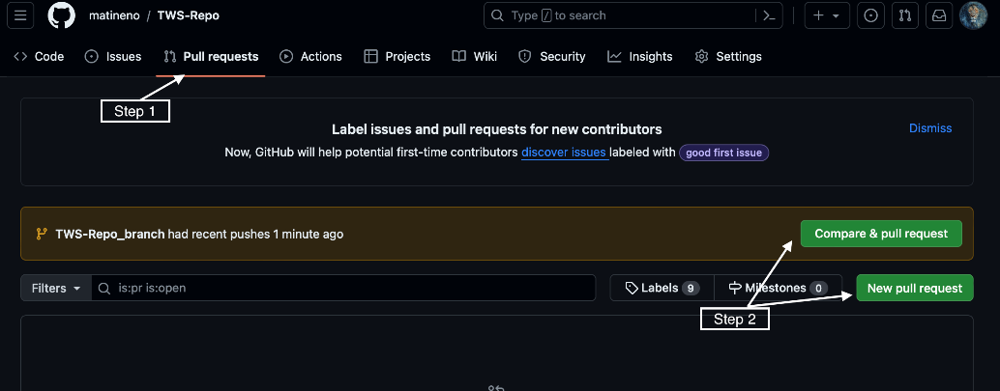 matineno / TWS-Repo
Type / to search
Code Issues Pull requests Actions Projects Wiki Security Insights Settings
Step 1
Label issues and pull requests for new contributors
Dismiss
Now, GitHub will help potential first-time contributors discover issues labeled with good first issue
TWS-Repo_branch had recent pushes 1 minute ago
Compare & pull request
Filters is:pr is:open Labels 9 Milestones 0 New pull request
Step 2